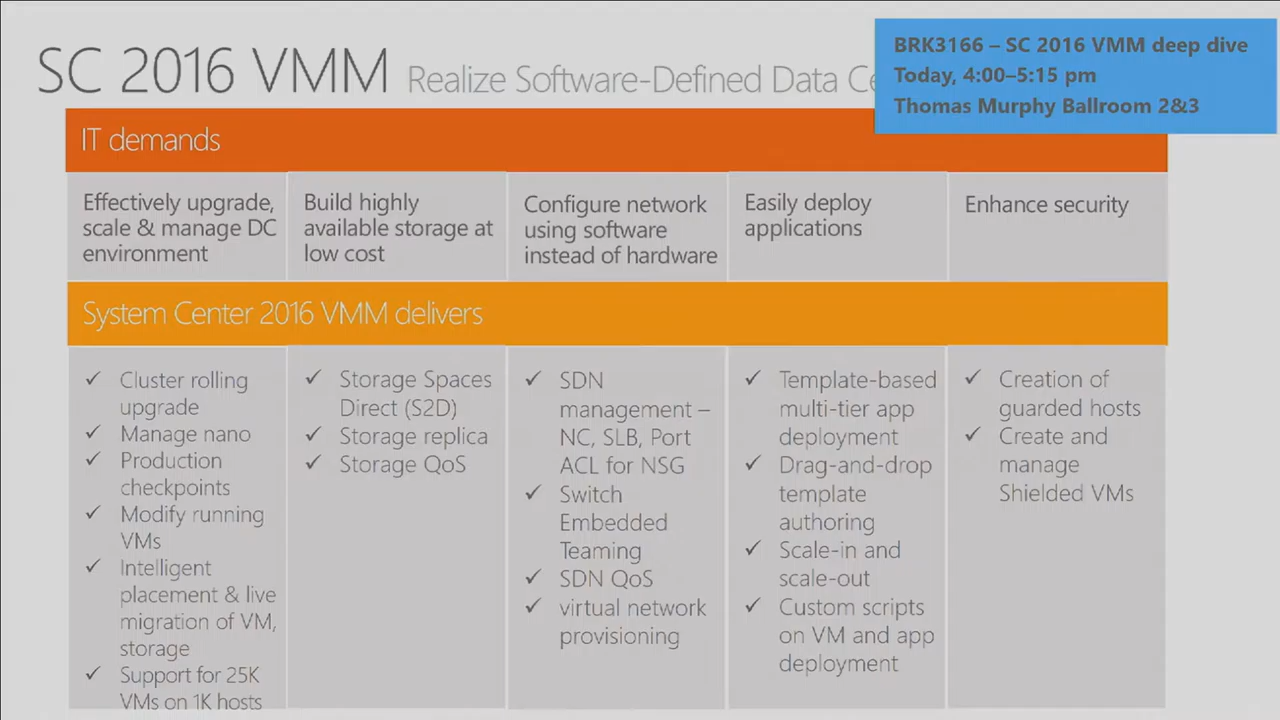 SC 2016 VMM Realize Software-Defined Data Ce
BRK3166 – SC 2016 VMM deep dive
Today, 4:00–5:15 pm
Thomas Murphy Ballroom 2&3
IT demands
Effectively upgrade,
scale & manage DC
environment
Build highly
available storage at
low cost
Configure network
using software
instead of hardware
Easily deploy
applications
Enhance security
System Center 2016 VMM delivers
✓ Cluster rolling
upgrade
✓ Manage nano
✓ Production
checkpoints
✓ Modify running
VMs
✓ Intelligent
placement & live
migration of VM,
storage
✓ Support for 25K
VMs on 1K hosts
✓ Storage Spaces
Direct (S2D)
✓ Storage replica
✓ Storage QoS
✓ SDN
management –
NC, SLB, Port
ACL for NSG
✓ Switch
Embedded
Teaming
✓ SDN QoS
✓ virtual network
provisioning
✓ Template-based
multi-tier app
deployment
✓ Drag-and-drop
template
authoring
✓ Scale-in and
scale-out
✓ Custom scripts
on VM and app
deployment
✓ Creation of
guarded hosts
✓ Create and
manage
Shielded VMs